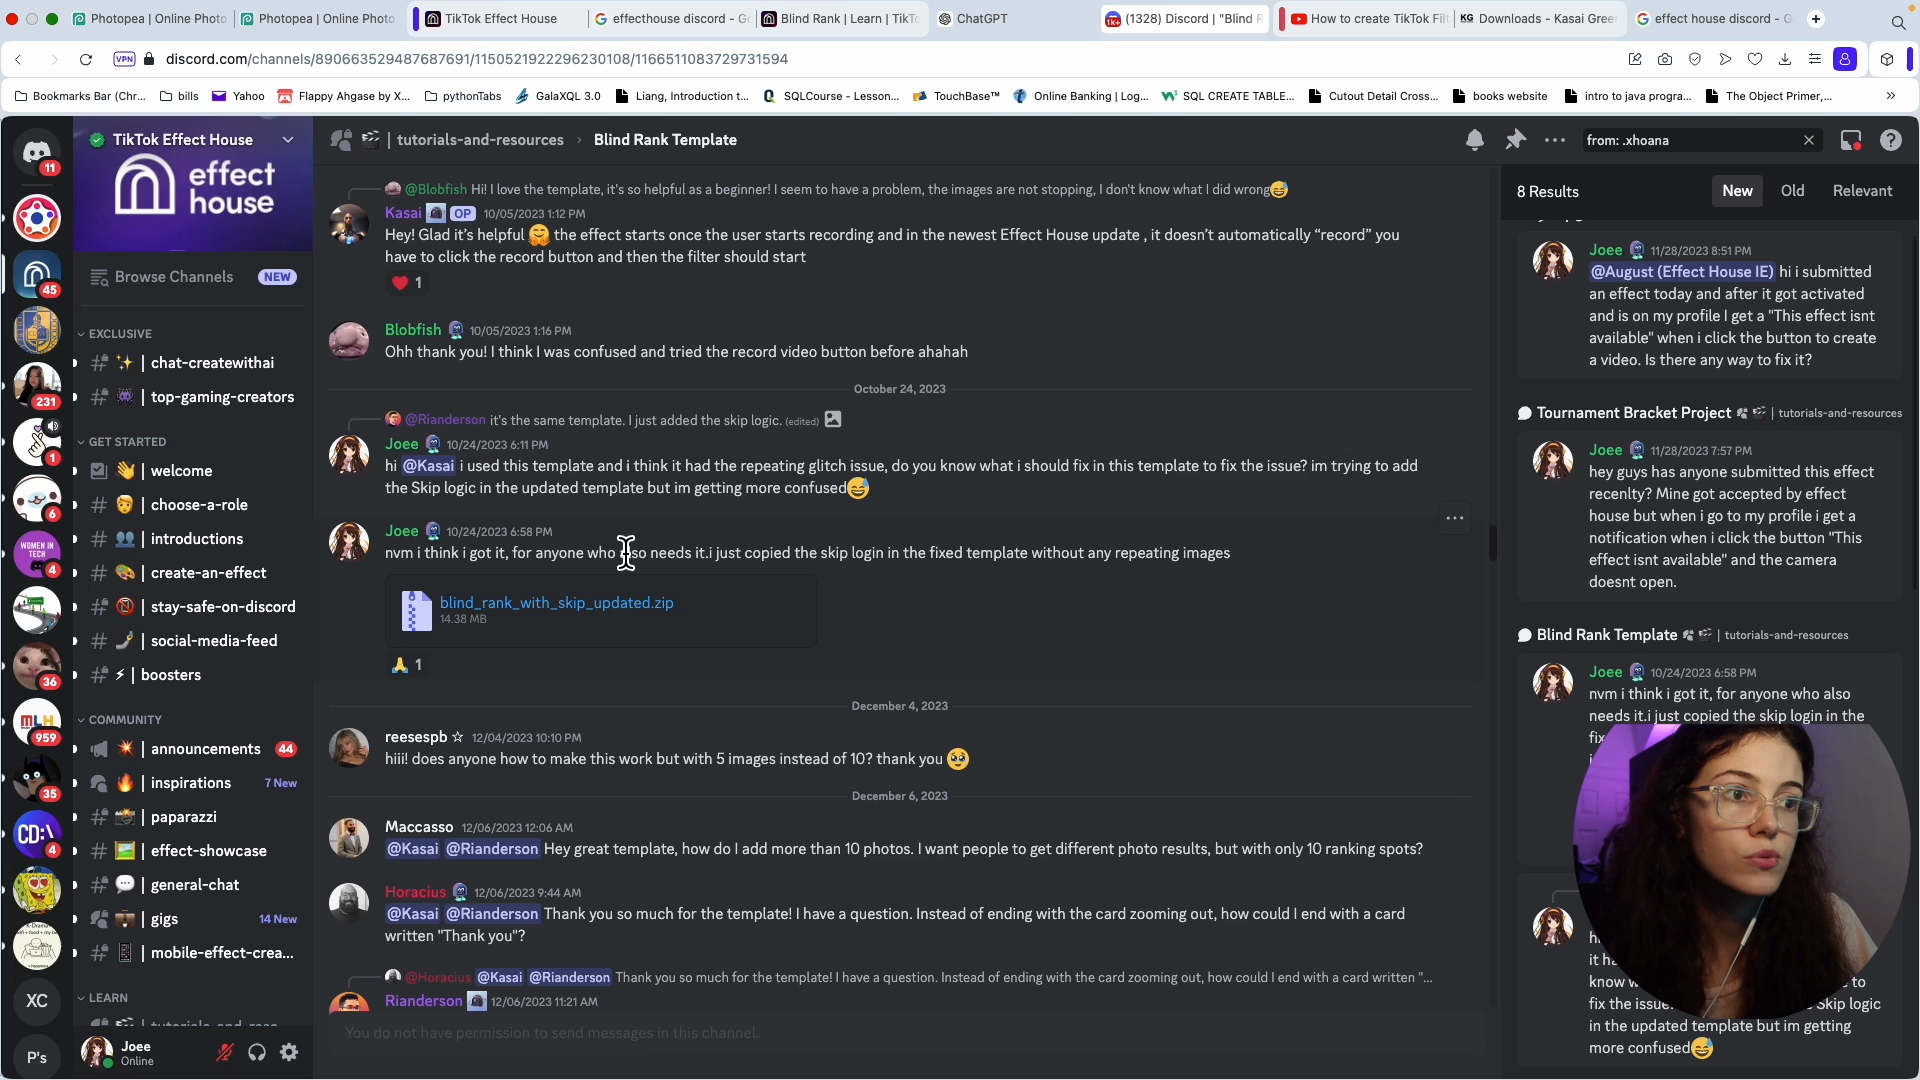 Photopea | Online Photo
Photopea | Online Photo
TikTok Effect House
effecthouse discord - Go
Blind Rank | Learn | TikTo
ChatGPT
(1328) Discord | "Blind R
How to create TikTok Filt
KG Downloads - Kasai Gree
effect house discord - G
VPN discord.com/channels/890663529487687691/1150521922296230108/1166511083729731594
Bookmarks Bar (Chr...
bills
Yahoo
Flappy Ahgase by X...
pythonTabs
GalaXQL 3.0
Liang, Introduction t...
SQLCourse - Lesson...
TouchBase™
Online Banking | Log...
SQL CREATE TABLE...
Cutout Detail Cross...
books website
intro to java progra...
The Object Primer,...
TikTok Effect House
effect
house
Browse Channels NEW
EXCLUSIVE
# ✨ | chat-createwithai
# 👾 | top-gaming-creators
GET STARTED
👋 | welcome
# | choose-a-role
# 👥 | introductions
# 🎨 | create-an-effect
# | stay-safe-on-discord
# 🤳 | social-media-feed
# ⚡ | boosters
COMMUNITY
💥 | announcements 44
🔥 | inspirations 7 New
# 📸 | paparazzi
# 🖼️ | effect-showcase
# 💬 | general-chat
💼 | gigs 14 New
# 📱 | mobile-effect-crea...
LEARN
Joee
Online
11
45
231
1
6
WOMEN IN
TECH
4
36
MLH
959
35
CD:\
4
XC
P's
| tutorials-and-resources › Blind Rank Template
@Blobfish Hi! I love the template, it's so helpful as a beginner! I seem to have a problem, the images are not stopping, I don't know what I did wrong😅
Kasai OP 10/05/2023 1:12 PM
Hey! Glad it's helpful 🤗 the effect starts once the user starts recording and in the newest Effect House update , it doesn't automatically “record” you
have to click the record button and then the filter should start
❤️ 1
Blobfish 10/05/2023 1:16 PM
Ohh thank you! I think I was confused and tried the record video button before ahahah
October 24, 2023
@Rianderson it's the same template. I just added the skip logic. (edited)
Joee 10/24/2023 6:11 PM
hi @Kasai i used this template and i think it had the repeating glitch issue, do you know what i should fix in this template to fix the issue? im trying to add
the Skip logic in the updated template but im getting more confused😅
Joee 10/24/2023 6:58 PM
nvm i think i got it, for anyone who also needs it.i just copied the skip login in the fixed template without any repeating images
blind_rank_with_skip_updated.zip
14.38 MB
🙏 1
December 4, 2023
reesespb ☆ 12/04/2023 10:10 PM
hiii! does anyone how to make this work but with 5 images instead of 10? thank you 🥹
December 6, 2023
Maccasso 12/06/2023 12:06 AM
@Kasai @Rianderson Hey great template, how do I add more than 10 photos. I want people to get different photo results, but with only 10 ranking spots?
Horacius 12/06/2023 9:44 AM
@Kasai @Rianderson Thank you so much for the template! I have a question. Instead of ending with the card zooming out, how could I end with a card
written "Thank you"?
@Horacius @Kasai @Rianderson Thank you so much for the template! I have a question. Instead of ending with the card zooming out, how could I end with a card written "...
Rianderson 12/06/2023 11:21 AM
You do not have permission to send messages in this channel.
from: .xhoana
8 Results New Old Relevant
Joee 11/28/2023 8:51 PM
@August (Effect House IE) hi i submitted
an effect today and after it got activated
and is on my profile I get a "This effect isnt
available" when i click the button to create
a video. Is there any way to fix it?
Tournament Bracket Project | tutorials-and-resources
Joee 11/28/2023 7:57 PM
hey guys has anyone submitted this effect
recenlty? Mine got accepted by effect
house but when i go to my profile i get a
notification when i click the button "This
effect isnt available" and the camera
doesnt open.
Blind Rank Template | tutorials-and-resources
Joee 10/24/2023 6:58 PM
nvm i think i got it, for anyone who also
needs it.i just copied the skip login in the
it ha
know w to
fix the issue Skip logic
in the updated template but im getting
more confused😅